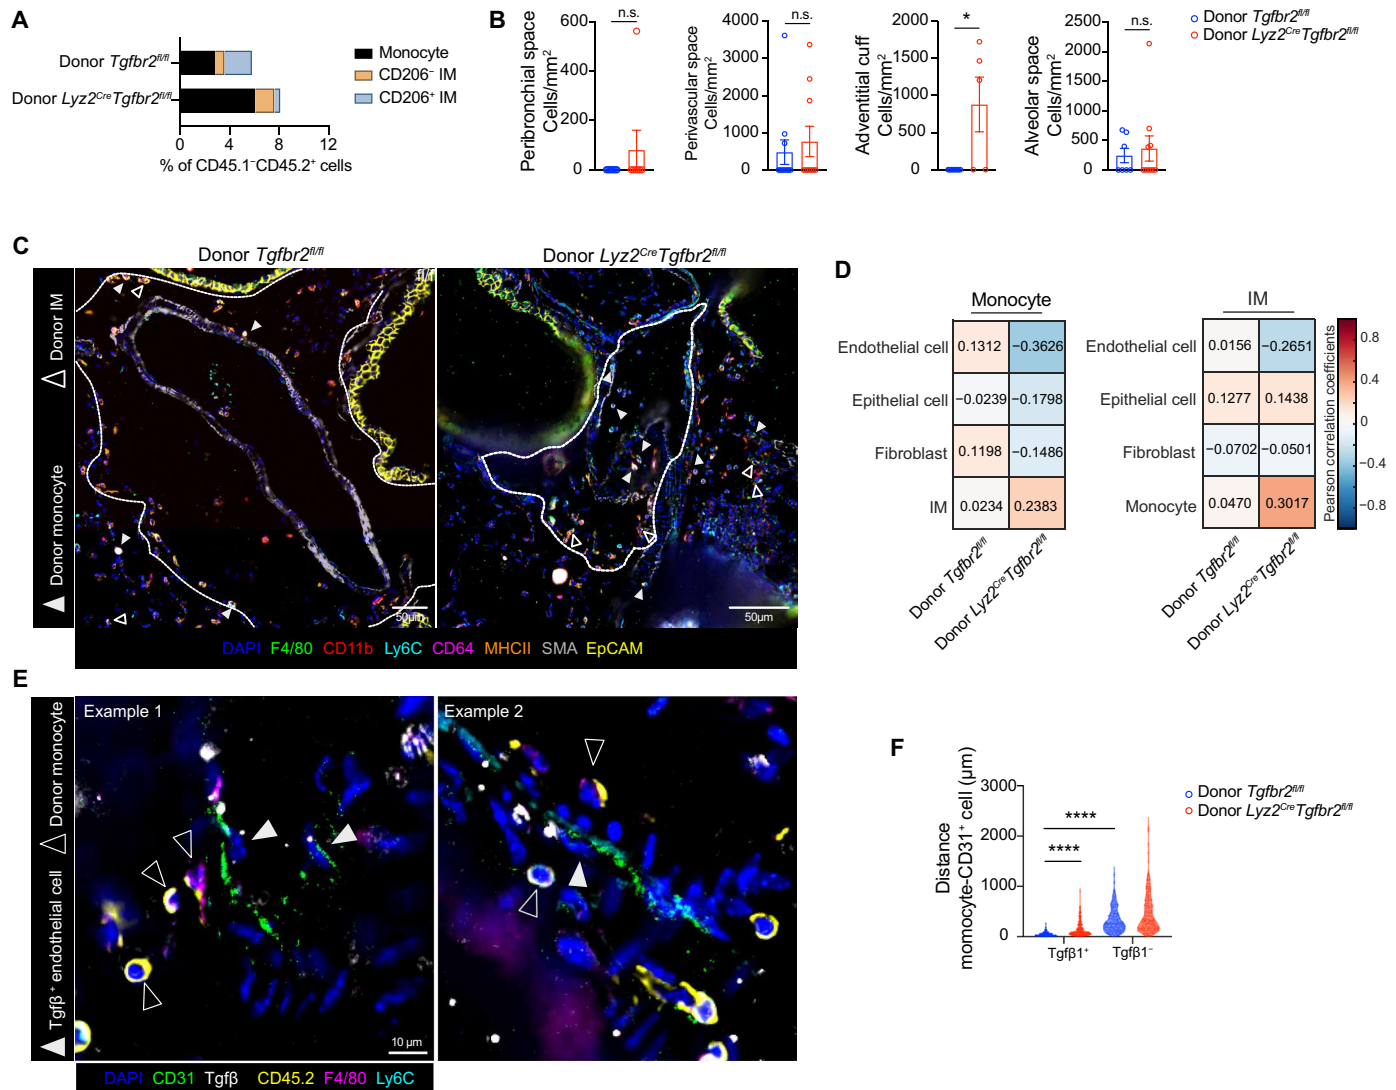 A
Donor Tgfbr2fl/fl
Donor Lyz2CreTgfbr2fl/fl
0 4 8 12
% of CD45.1−CD45.2+ cells
Monocyte
CD206− IM
CD206+ IM
B
Peribronchial space
Cells/mm2
600
400
200
0
n.s.
Perivascular space
Cells/mm2
4000
3000
2000
1000
0
n.s.
Adventitial cuff
Cells/mm2
2000
1500
1000
500
0
*
Alveolar space
Cells/mm2
2500
2000
1500
1000
500
0
n.s.
Donor Tgfbr2fl/fl
Donor Lyz2CreTgfbr2fl/fl
C
Donor Tgfbr2fl/fl
Donor Lyz2CreTgfbr2fl/fl
Donor monocyte
Donor IM
fl/fl
50µm
50µm
DAPI F4/80 CD11b Ly6C CD64 MHCII SMA EpCAM
D
Monocyte
Endothelial cell 0.1312 −0.3626
Epithelial cell −0.0239 −0.1798
Fibroblast 0.1198 −0.1486
IM 0.0234 0.2383
Donor Tgfbr2fl/fl
Donor Lyz2CreTgfbr2fl/fl
IM
Endothelial cell 0.0156 −0.2651
Epithelial cell 0.1277 0.1438
Fibroblast −0.0702 −0.0501
Monocyte 0.0470 0.3017
Donor Tgfbr2fl/fl
Donor Lyz2CreTgfbr2fl/fl
Pearson correlation coefficients
0.8
0.4
0
−0.4
−0.8
E
Tgfβ+ endothelial cell
Donor monocyte
Example 1
Example 2
10 µm
DAPI CD31 Tgfβ CD45.2 F4/80 Ly6C
F
Distance
momocyte-CD31+ cell (µm)
3000
2000
1000
0
****
****
Tgfβ1+ Tgfβ1−
Donor Tgfbr2fl/fl
Donor Lyz2CreTgfbr2fl/fl